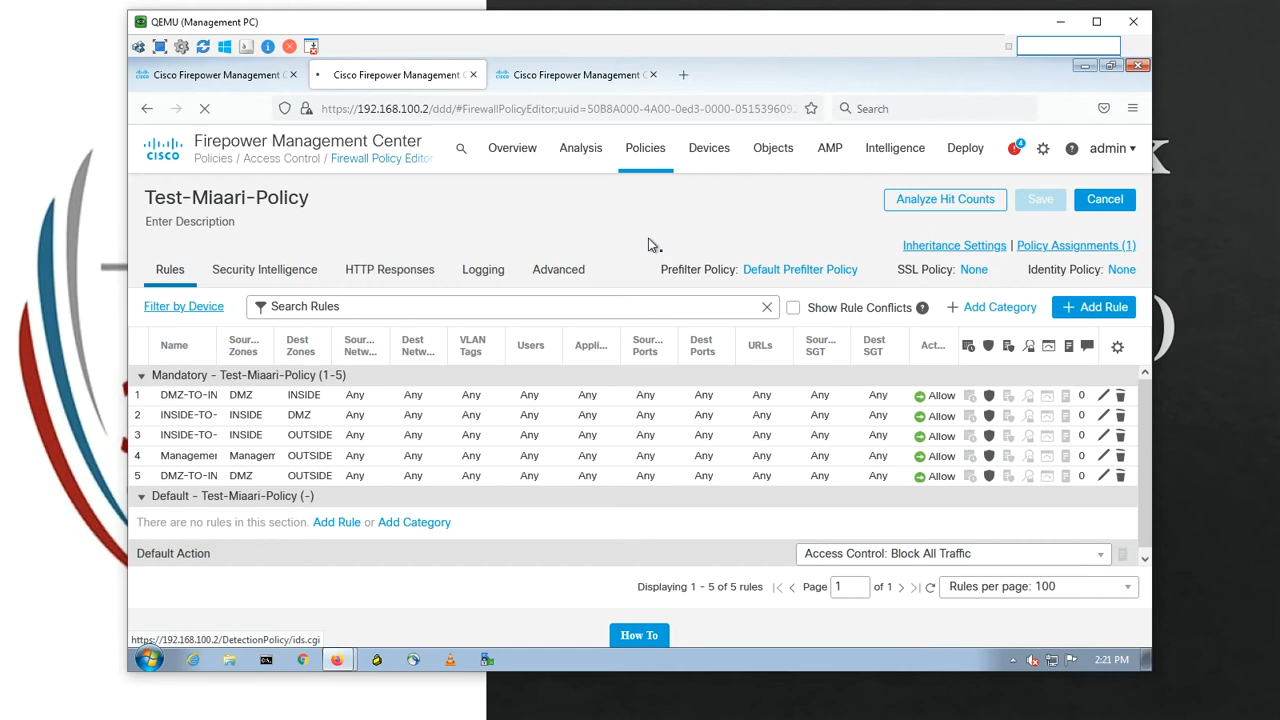 QEMU (Management PC)
Cisco Firepower Management C
Cisco Firepower Management C
Cisco Firepower Management C
https://192.168.100.2/ddd/#FirewallPolicyEditor;uuid=50B8A000-4A00-0ed3-0000-051539609
Search
CISCO
Firepower Management Center
Policies / Access Control / Firewall Policy Editor
Overview Analysis Policies Devices Objects AMP Intelligence Deploy 4 admin
Test-Miaari-Policy
Analyze Hit Counts Save Cancel
Enter Description
Inheritance Settings | Policy Assignments (1)
Rules Security Intelligence HTTP Responses Logging Advanced Prefilter Policy: Default Prefilter Policy SSL Policy: None Identity Policy: None
Filter by Device Search Rules Show Rule Conflicts + Add Category + Add Rule
Name Sour... Zones Dest Zones Sour... Netw... Dest Netw... VLAN Tags Users Appli... Sour... Ports Dest Ports URLs Sour... SGT Dest SGT Act...
Mandatory - Test-Miaari-Policy (1-5)
1 DMZ-TO-IN DMZ INSIDE Any Any Any Any Any Any Any Any Any Any Allow 0
2 INSIDE-TO- INSIDE DMZ Any Any Any Any Any Any Any Any Any Any Allow 0
3 INSIDE-TO- INSIDE OUTSIDE Any Any Any Any Any Any Any Any Any Any Allow 0
4 Managemer Managem OUTSIDE Any Any Any Any Any Any Any Any Any Any Allow 0
5 DMZ-TO-IN DMZ OUTSIDE Any Any Any Any Any Any Any Any Any Any Allow 0
Default - Test-Miaari-Policy (-)
There are no rules in this section. Add Rule or Add Category
Default Action Access Control: Block All Traffic
Displaying 1 - 5 of 5 rules Page 1 of 1 Rules per page: 100
How To
https://192.168.100.2/DetectionPolicy/ids.cgi
2:21 PM